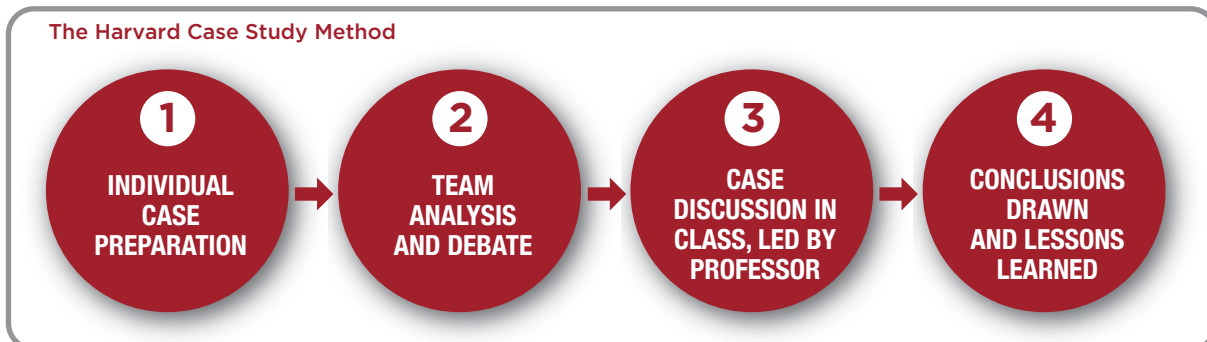 The Harvard Case Study Method
1
INDIVIDUAL
CASE
PREPARATION
2
TEAM
ANALYSIS
AND DEBATE
3
CASE
DISCUSSION IN
CLASS, LED BY
PROFESSOR
4
CONCLUSIONS
DRAWN
AND LESSONS
LEARNED